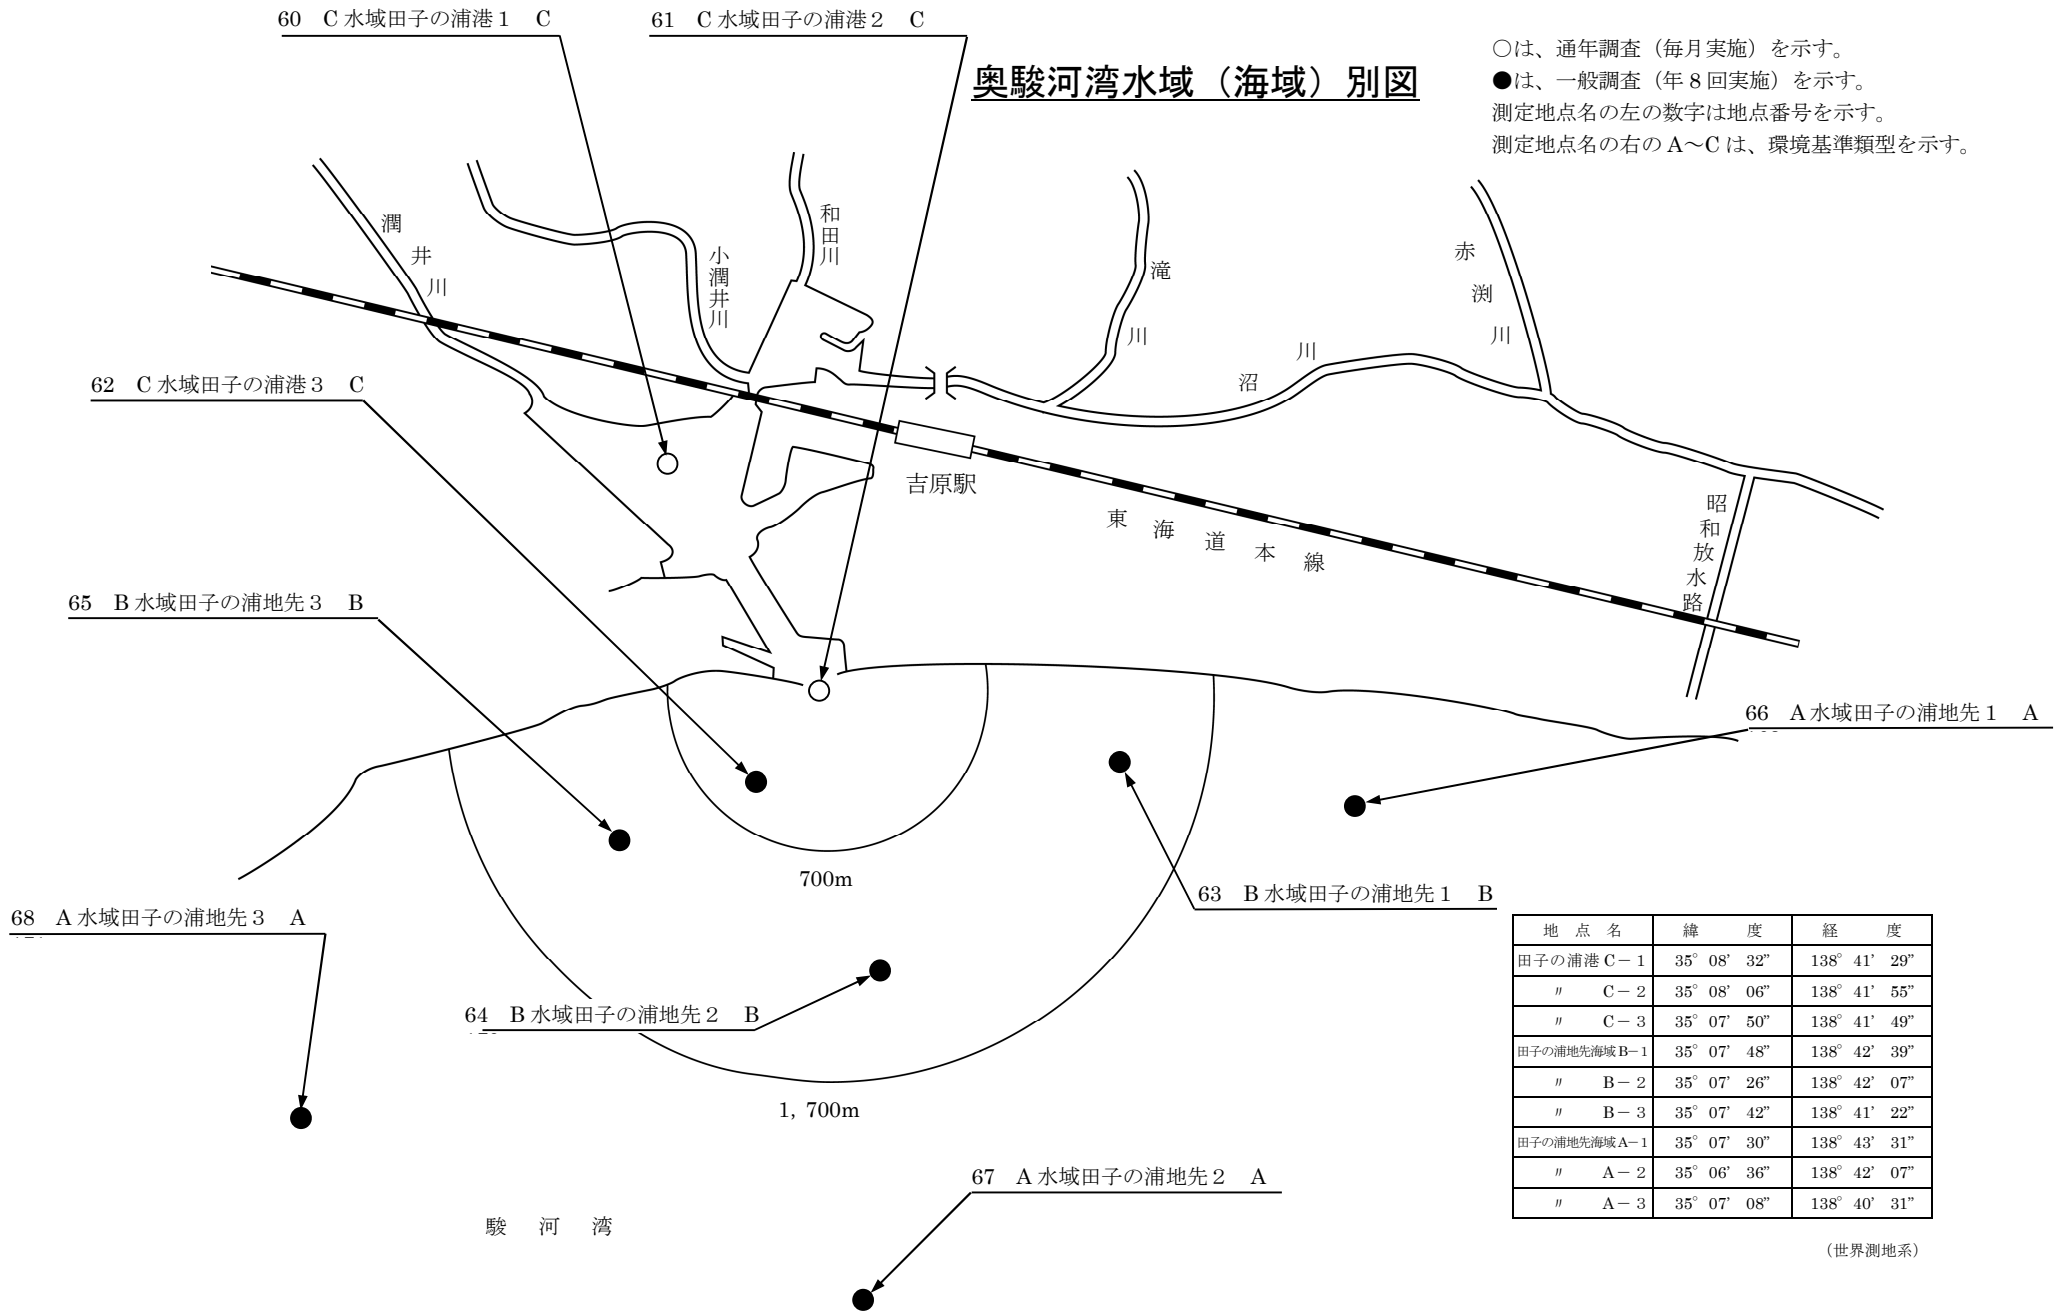 60　C水域田子の浦港1　C
61　C水域田子の浦港2　C
奥駿河湾水域（海域）別図
○は、通年調査（毎月実施）を示す。
●は、一般調査（年8回実施）を示す。
測定地点名の左の数字は地点番号を示す。
測定地点名の右のA～Cは、環境基準類型を示す。
潤井川
小潤井川
和田川
滝川
赤渕川
沼川
62　C水域田子の浦港3　C
吉原駅
東海道本線
昭和放水路
65　B水域田子の浦地先3　B
66　A水域田子の浦地先1　A
700m
63　B水域田子の浦地先1　B
68　A水域田子の浦地先3　A
64　B水域田子の浦地先2　B
1, 700m
67　A水域田子の浦地先2　A
駿河湾
地点名　緯度　経度
田子の浦港C－1　35° 08’ 32”　138° 41’ 29”
〃　C－2　35° 08’ 06”　138° 41’ 55”
〃　C－3　35° 07’ 50”　138° 41’ 49”
田子の浦地先海域B－1　35° 07’ 48”　138° 42’ 39”
〃　B－2　35° 07’ 26”　138° 42’ 07”
〃　B－3　35° 07’ 42”　138° 41’ 22”
田子の浦地先海域A－1　35° 07’ 30”　138° 43’ 31”
〃　A－2　35° 06’ 36”　138° 42’ 07”
〃　A－3　35° 07’ 08”　138° 40’ 31”
（世界測地系）